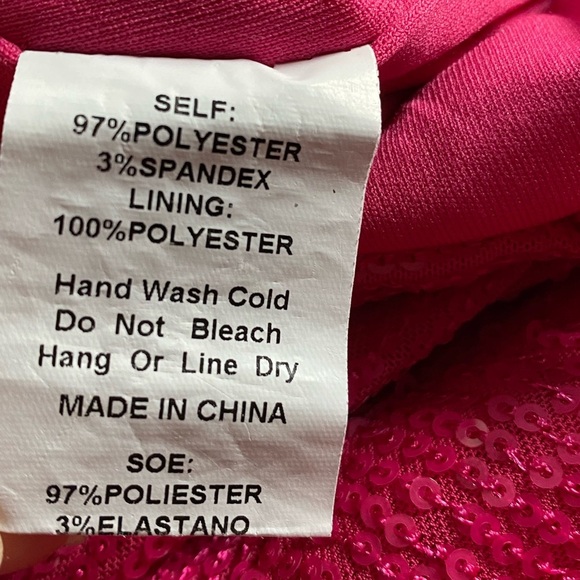 SELF:
97%POLYESTER
3%SPANDEX
LINING:
100%POLYESTER
Hand Wash Cold
Do Not Bleach
Hang Or Line Dry
MADE IN CHINA
SOE:
97%POLIESTER
3%ELASTANO